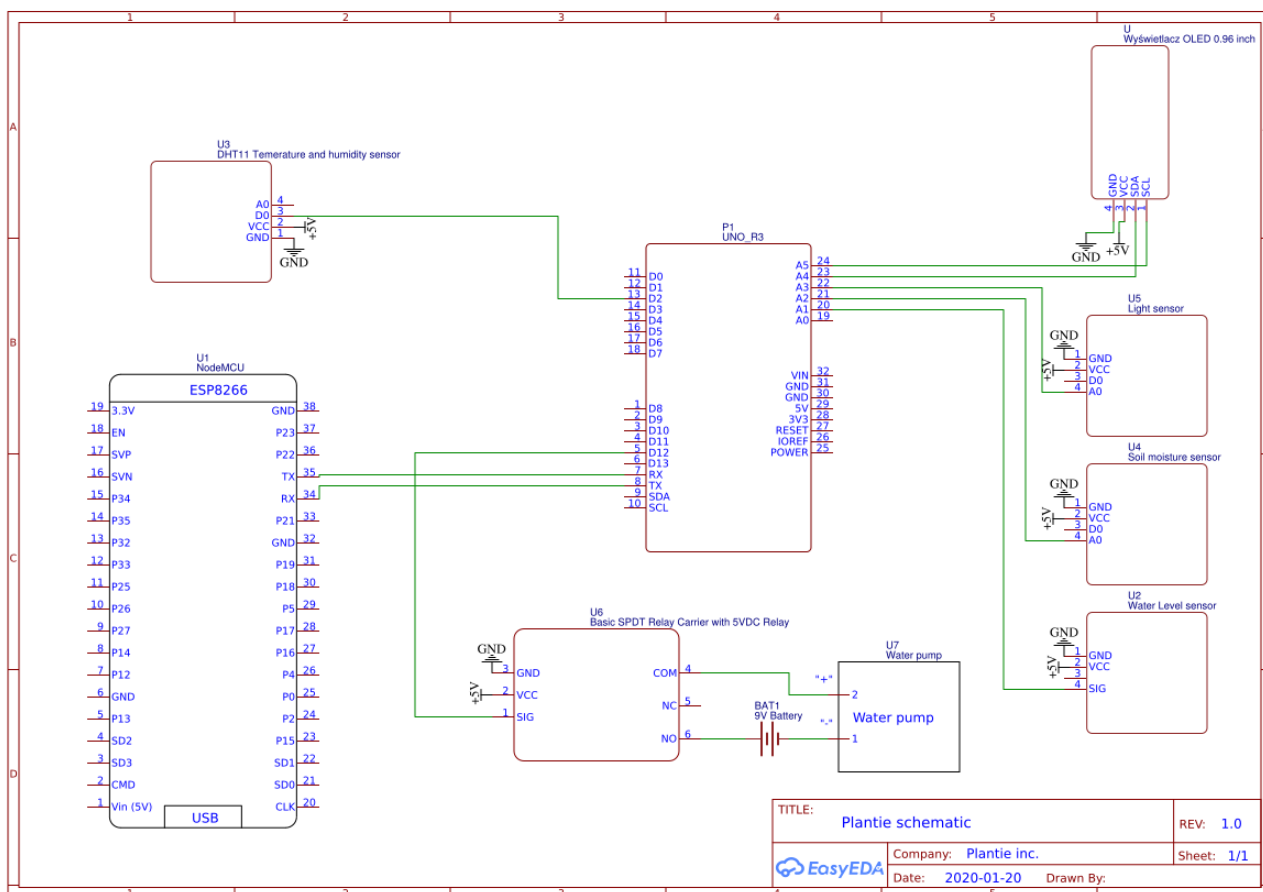 1 2 3 4 5
A
B
C
D
U
Wyświetlacz OLED 0.96 inch
GND VCC SDA SCL
4 3 2 1
GND +5V
U3
DHT11 Temerature and humidity sensor
A0 4
D0 3
VCC 2
GND 1
+5V
GND
P1
UNO_R3
11 D0
12 D1
13 D2
14 D3
15 D4
16 D5
17 D6
18 D7
1 D8
2 D9
3 D10
4 D11
5 D12
6 D13
7 RX
8 TX
9 SDA
10 SCL
A5 24
A4 23
A3 22
A2 21
A1 20
A0 19
VIN 32
GND 31
GND 30
5V 29
3V3 28
RESET 27
IOREF 26
POWER 25
U5
Light sensor
GND
+5V
1 GND
2 VCC
3 D0
4 A0
U4
Soil moisture sensor
GND
+5V
1 GND
2 VCC
3 D0
4 A0
U2
Water Level sensor
GND
+5V
1 GND
2 VCC
3
4 SIG
U1
NodeMCU
ESP8266
19 3.3V GND 38
18 EN P23 37
17 SVP P22 36
16 SVN TX 35
15 P34 RX 34
14 P35 P21 33
13 P32 GND 32
12 P33 P19 31
11 P25 P18 30
10 P26 P5 29
9 P27 P17 28
8 P14 P16 27
7 P12 P4 26
6 GND P0 25
5 P13 P2 24
4 SD2 P15 23
3 SD3 SD1 22
2 CMD SD0 21
1 Vin (5V) CLK 20
USB
U6
Basic SPDT Relay Carrier with 5VDC Relay
GND
+5V
3 GND COM 4
2 VCC NC 5
1 SIG NO 6
BAT1
9V Battery
U7
Water pump
"+"
2
"-"
1
Water pump
TITLE:
Plantie schematic
REV: 1.0
EasyEDA
Company: Plantie inc.
Sheet: 1/1
Date: 2020-01-20 Drawn By:
1 2 3 4 5